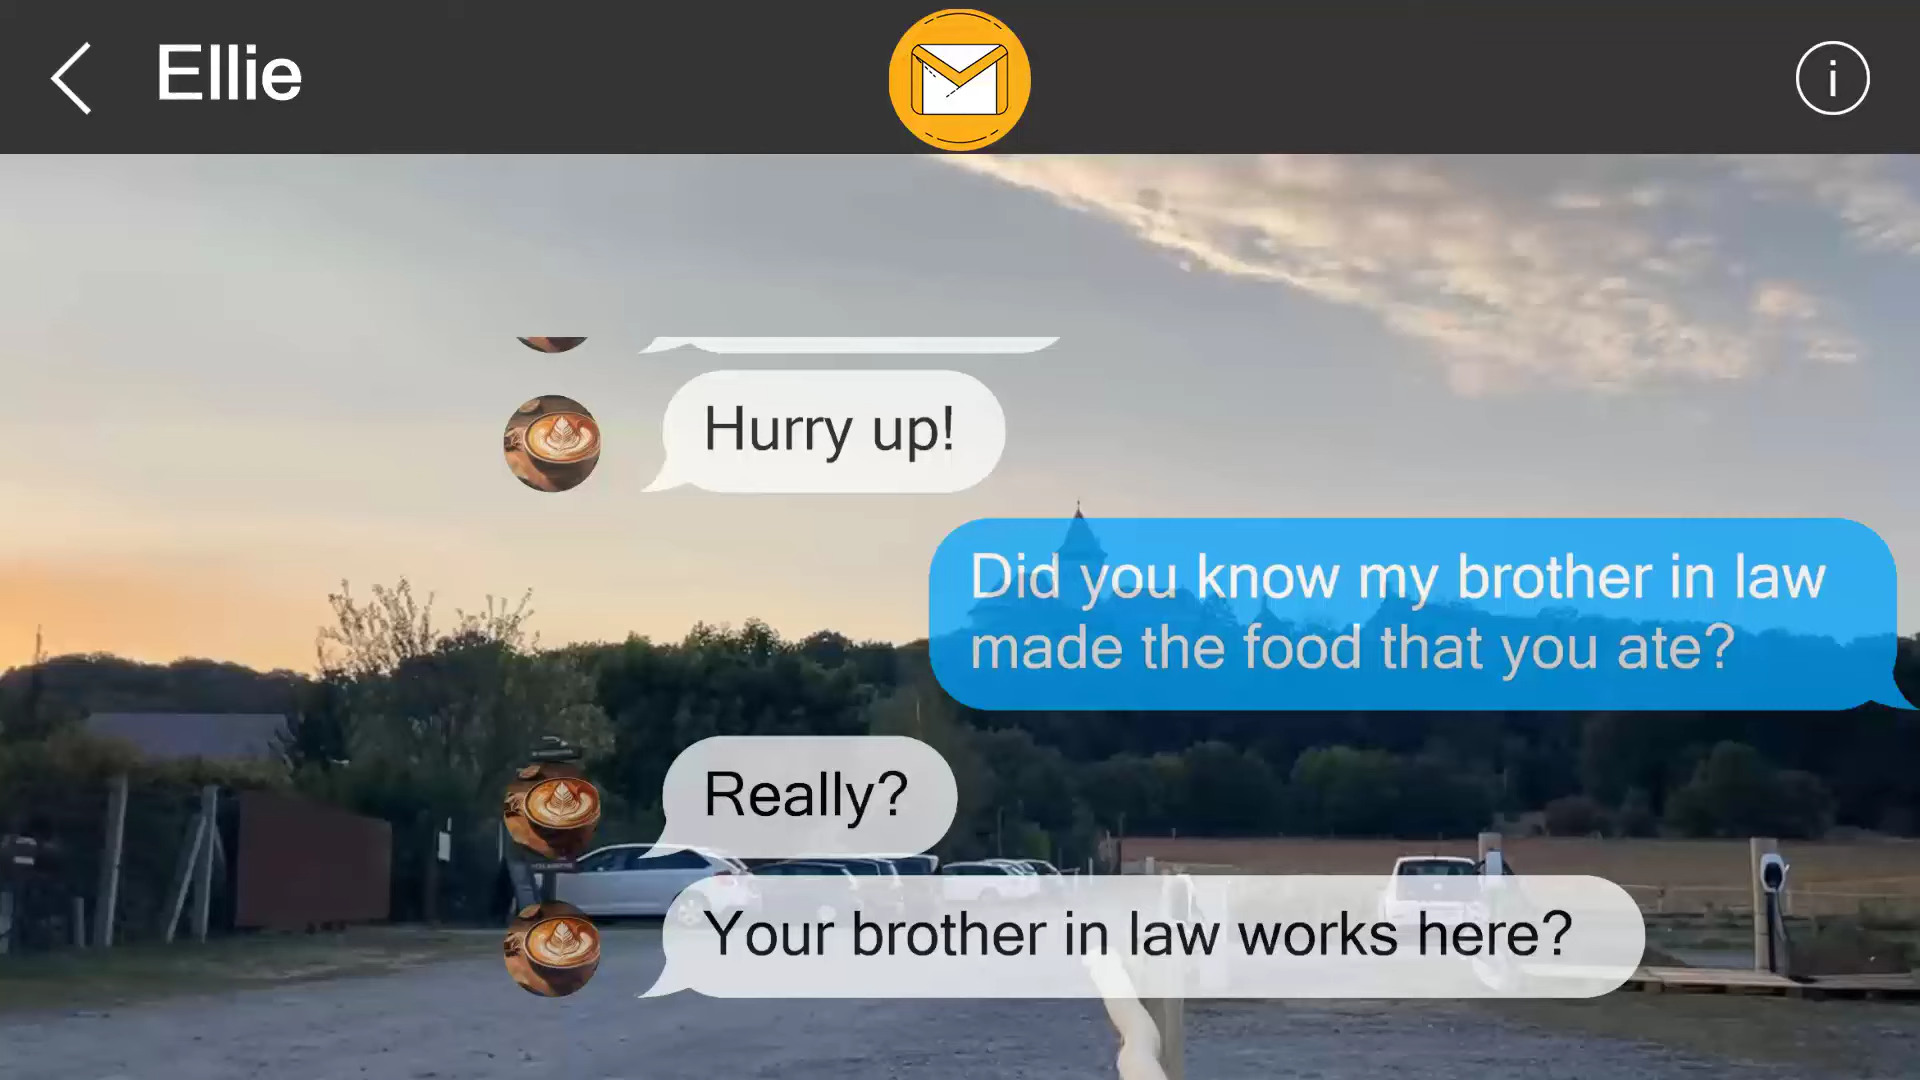 Ellie
i
Hurry up!
Did you know my brother in law
made the food that you ate?
Really?
Your brother in law works here?